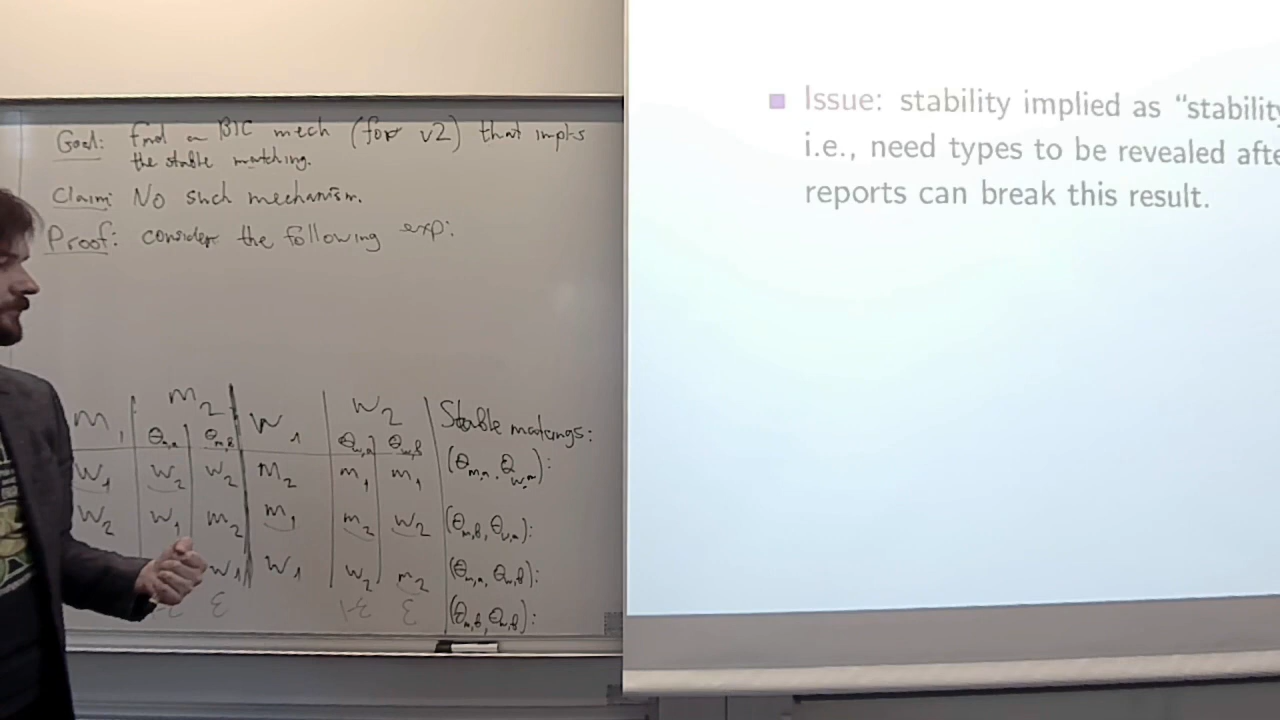 Goal: find a BIC mech (for v2) that impl-s
the stable matching.
Claim: No such mechanism.
Proof: consider the following exp:
m₁ m₂ W₁ W₂ Stable matchings:
θm,a θm,b θw,a θw,b
W₁ W₂ W₂ m₂ m₁ m₁ (θm,a, θw,a):
W₂ W₁ m₂ m₁ m₂ W₂ (θm,b, θw,a):
W₁ W₁ W₂ m₂ (θm,a, θw,b):
ε 1-ε ε (θm,b, θw,b):
Issue: stability implied as “stability
i.e., need types to be revealed afte
reports can break this result.